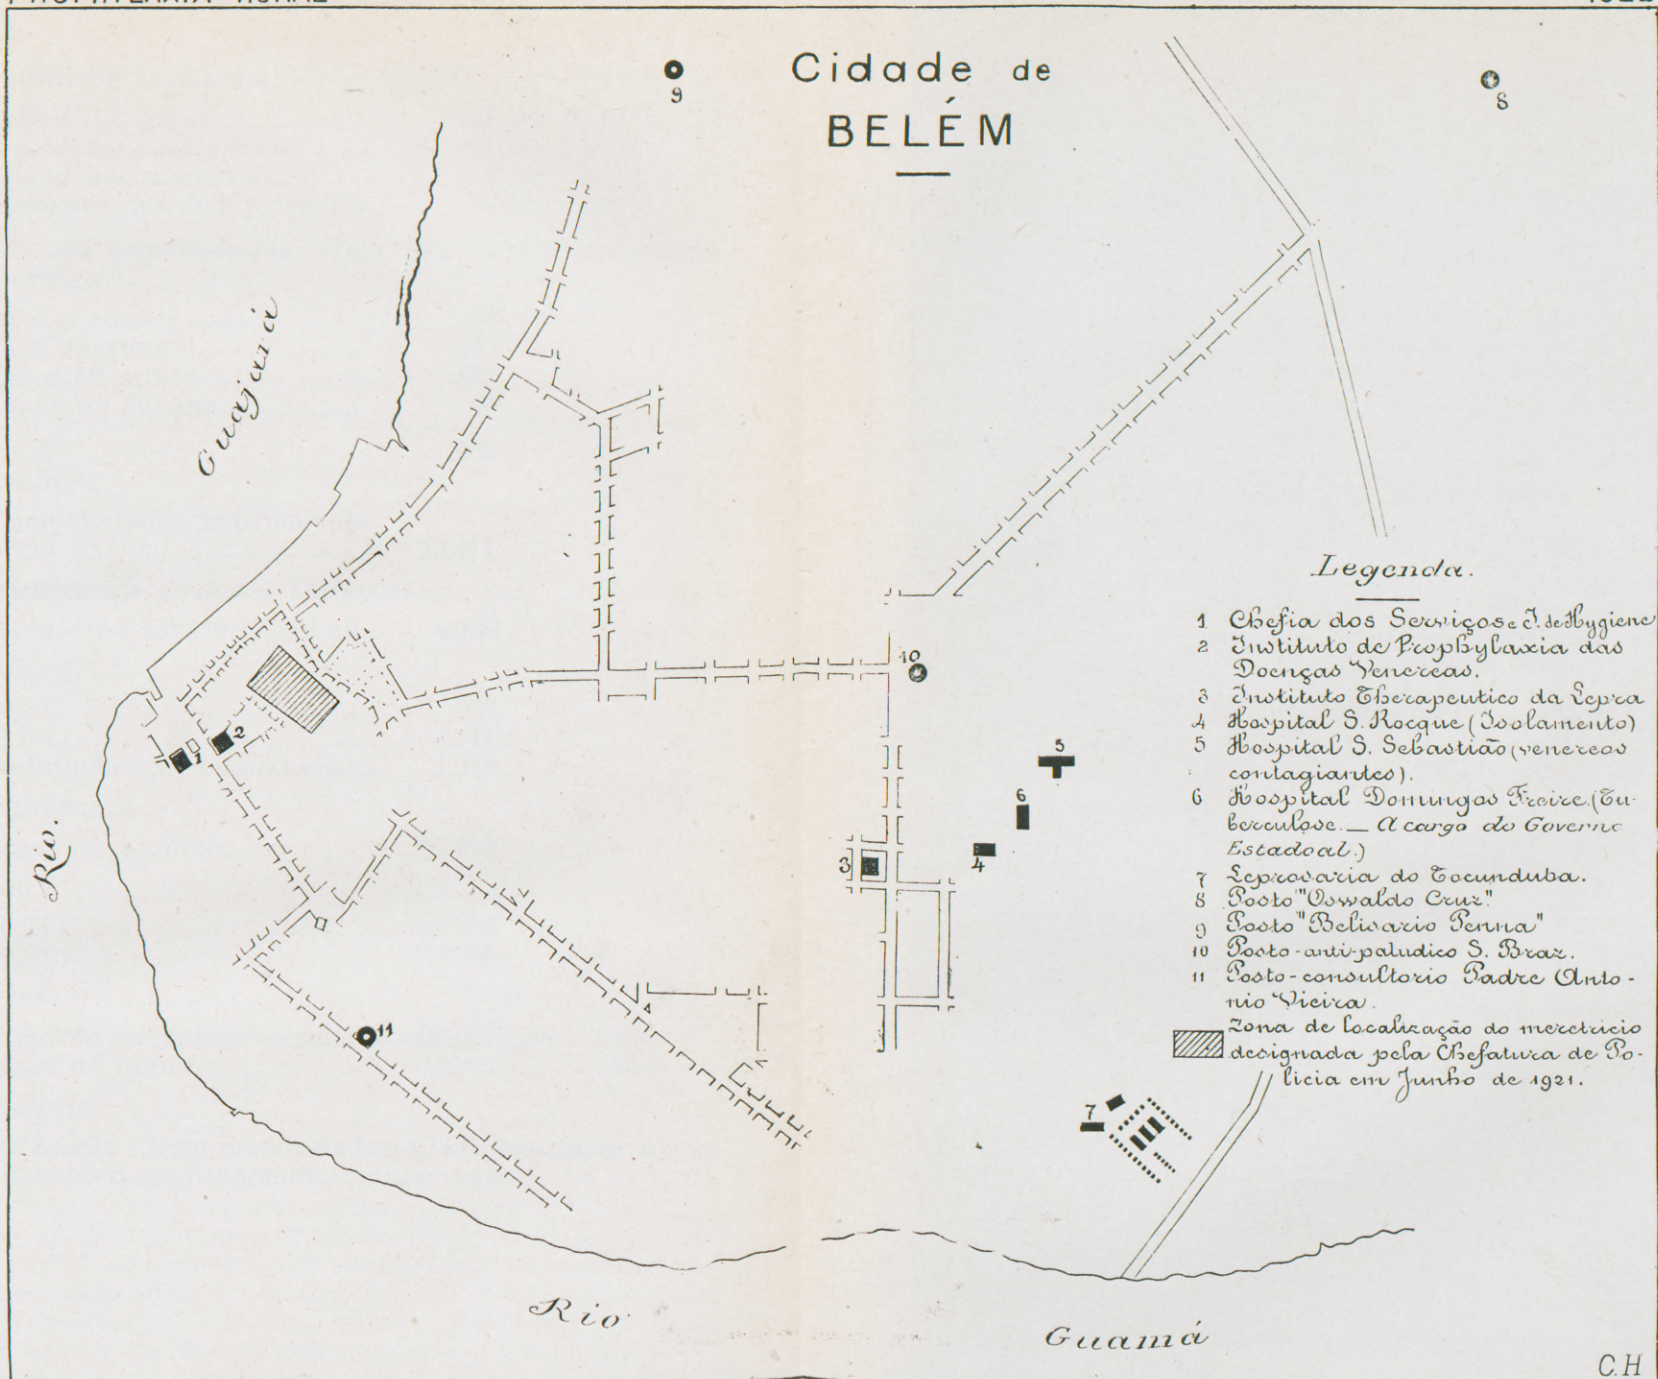 Cidade de
BELÉM
9
8
Guajará
Rio.
10
2
1
5
6
3
4
11
7
Rio
Guamá
C.H
Legenda.
1 Chefia dos Serviços e I. de Hygiene
2 Instituto de Prophylaxia das
Doenças Venereas.
3 Instituto Therapeutico da Lepra
4 Hospital S. Rocque (Isolamento)
5 Hospital S. Sebastião (venereos
contagiantes).
6 Hospital Domingos Freire. (Tu-
berculose. — A cargo do Governo
Estadoal.)
7 Leprosaria do Tocunduba.
8 Posto "Oswaldo Cruz"
9 Posto "Belisario Penna"
10 Posto-anti-paludico S. Braz.
11 Posto-consultorio Padre Anto-
nio Vieira.
Zona de localização do meretricio
designada pela Chefatura de Po-
licia em Junho de 1921.